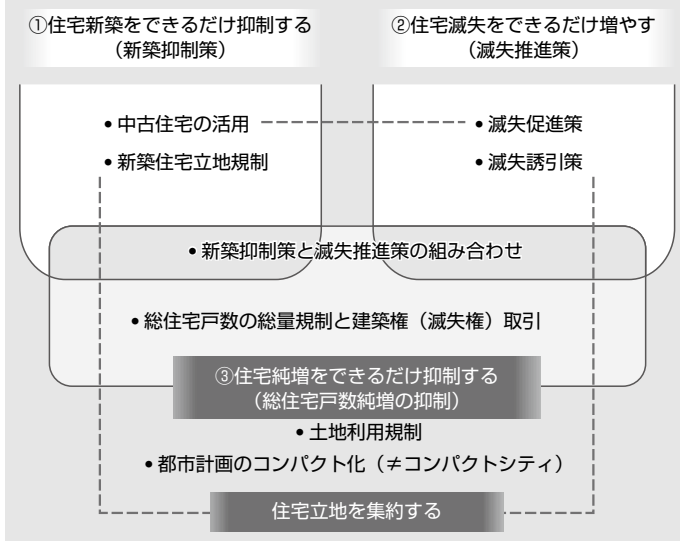 ①住宅新築をできるだけ抑制する
（新築抑制策）
②住宅滅失をできるだけ増やす
（滅失推進策）
•中古住宅の活用
•滅失促進策
•新築住宅立地規制
•滅失誘引策
•新築抑制策と滅失推進策の組み合わせ
•総住宅戸数の総量規制と建築権（滅失権）取引
③住宅純増をできるだけ抑制する
（総住宅戸数純増の抑制）
•土地利用規制
•都市計画のコンパクト化（≠コンパクトシティ）
住宅立地を集約する